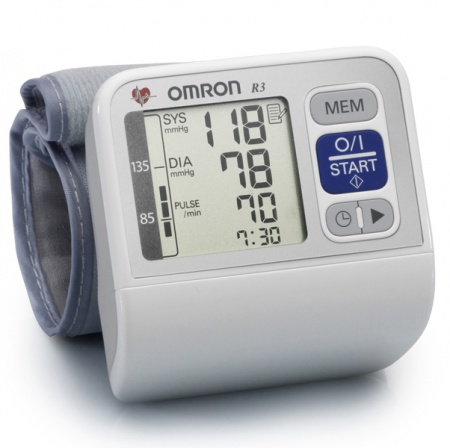 OMRON R3
SYS
mmHg
118
135
DIA
mmHg
78
85
PULSE
/min
70
7:30
MEM
O/I
START